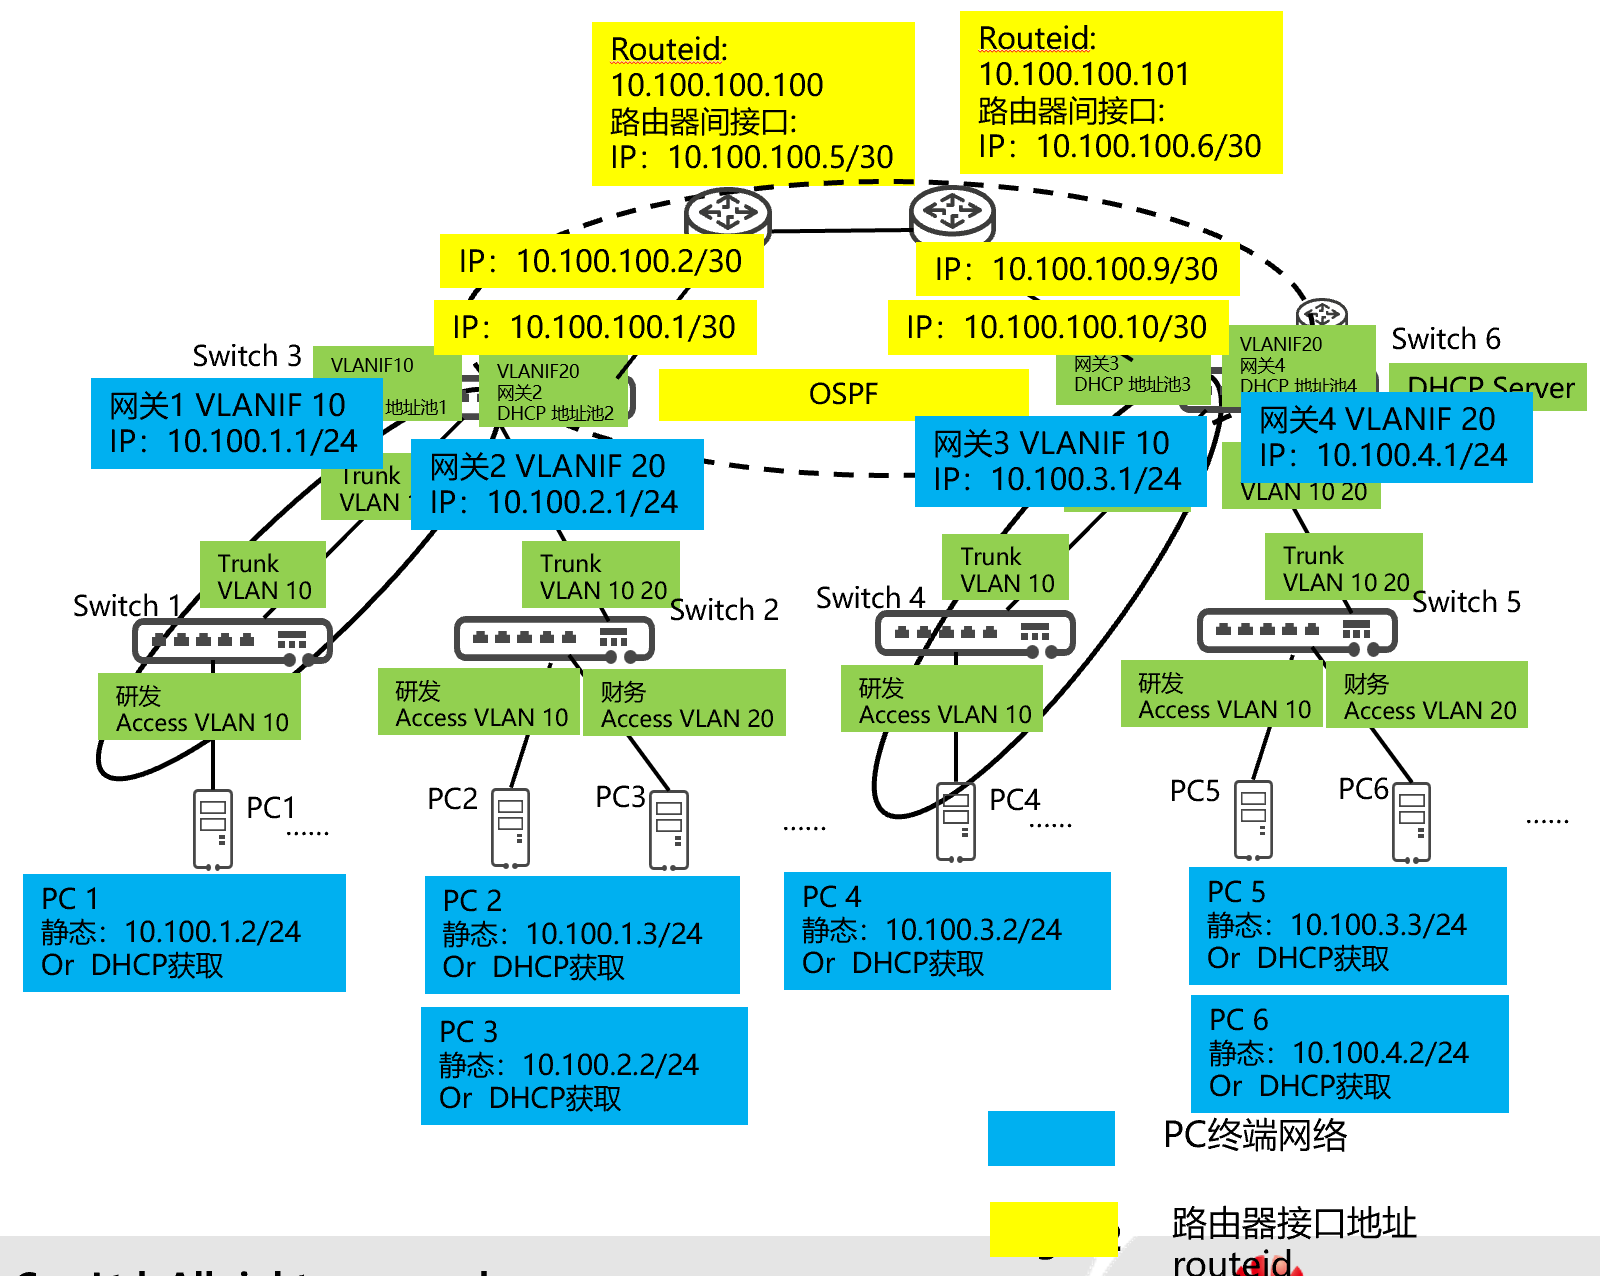 Routeid:
10.100.100.100
路由器间接口:
IP：10.100.100.5/30
Routeid:
10.100.100.101
路由器间接口:
IP：10.100.100.6/30
IP：10.100.100.2/30
IP：10.100.100.9/30
IP：10.100.100.1/30
IP：10.100.100.10/30
Switch 3
VLANIF10
地址池1
VLANIF20
网关2
DHCP 地址池2
OSPF
网关3
DHCP 地址池3
VLANIF20
网关4
DHCP 地址池4
Switch 6
DHCP Server
网关1 VLANIF 10
IP：10.100.1.1/24
网关2 VLANIF 20
IP：10.100.2.1/24
网关3 VLANIF 10
IP：10.100.3.1/24
网关4 VLANIF 20
IP：10.100.4.1/24
Trunk
VLAN
VLAN 10 20
Trunk
VLAN 10
Trunk
VLAN 10 20
Trunk
VLAN 10
Trunk
VLAN 10 20
Switch 1
Switch 2
Switch 4
Switch 5
研发
Access VLAN 10
研发
Access VLAN 10
财务
Access VLAN 20
研发
Access VLAN 10
研发
Access VLAN 10
财务
Access VLAN 20
PC1
......
PC2
PC3
......
PC4
......
PC5
PC6
......
PC 1
静态：10.100.1.2/24
Or DHCP获取
PC 2
静态：10.100.1.3/24
Or DHCP获取
PC 3
静态：10.100.2.2/24
Or DHCP获取
PC 4
静态：10.100.3.2/24
Or DHCP获取
PC 5
静态：10.100.3.3/24
Or DHCP获取
PC 6
静态：10.100.4.2/24
Or DHCP获取
PC终端网络
路由器接口地址
routeid